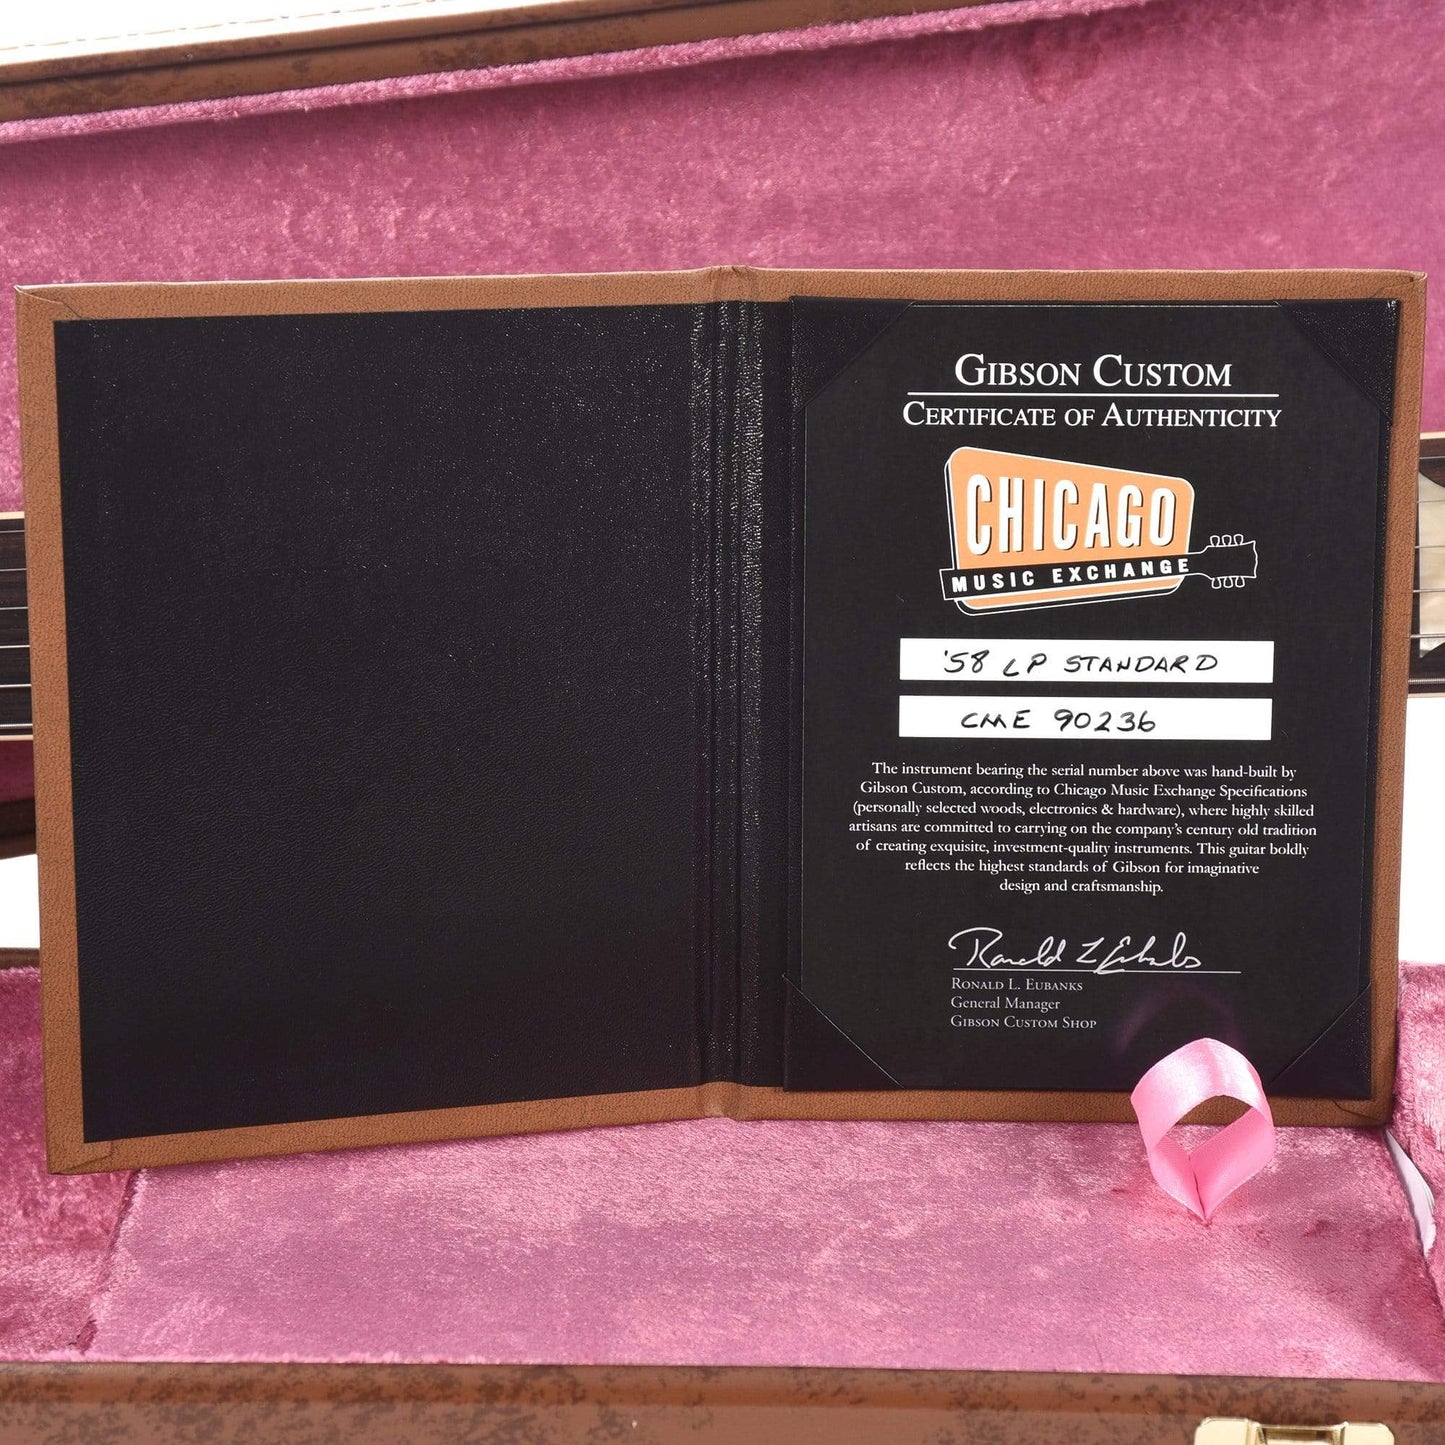 GIBSON CUSTOM
CERTIFICATE OF AUTHENTICITY
CHICAGO
MUSIC EXCHANGE
'58 LP STANDARD
CME 90236
The instrument bearing the serial number above was hand-built by
Gibson Custom, according to Chicago Music Exchange Specifications
(personally selected woods, electronics & hardware), where highly skilled
artisans are committed to carrying on the company's century old tradition
of creating exquisite, investment-quality instruments. This guitar boldly
reflects the highest standards of Gibson for imaginative
design and craftsmanship.
Ronald L Eubanks
RONALD L. EUBANKS
General Manager
GIBSON CUSTOM SHOP